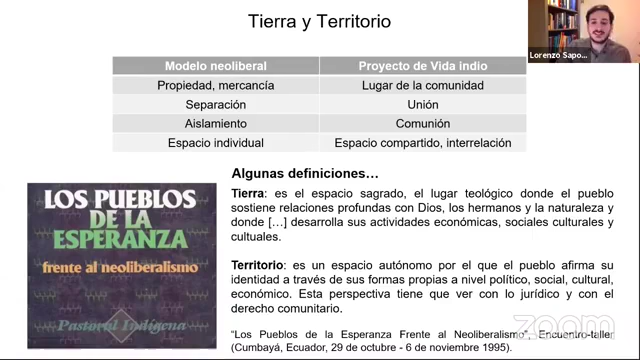 Tierra y Territorio
Lorenzo Sapo...
Modelo neoliberal Proyecto de Vida indio
Propiedad, mercancía Lugar de la comunidad
Separación Unión
Aislamiento Comunión
Espacio individual Espacio compartido, interrelación
LOS PUEBLOS
DE LA
ESPERANZA
frente al neoliberalismo
Pastoral Indígena
Algunas definiciones…
Tierra: es el espacio sagrado, el lugar teológico donde el pueblo
sostiene relaciones profundas con Dios, los hermanos y la naturaleza y
donde […] desarrolla sus actividades económicas, sociales culturales y
cultuales.
Territorio: es un espacio autónomo por el que el pueblo afirma su
identidad a través de sus formas propias a nivel político, social, cultural,
económico. Esta perspectiva tiene que ver con lo jurídico y con el
derecho comunitario.
"Los Pueblos de la Esperanza Frente al Neoliberalismo", Encuentro-taller
(Cumbayá, Ecuador, 29 de octubre - 6 de noviembre 1995).
zoom